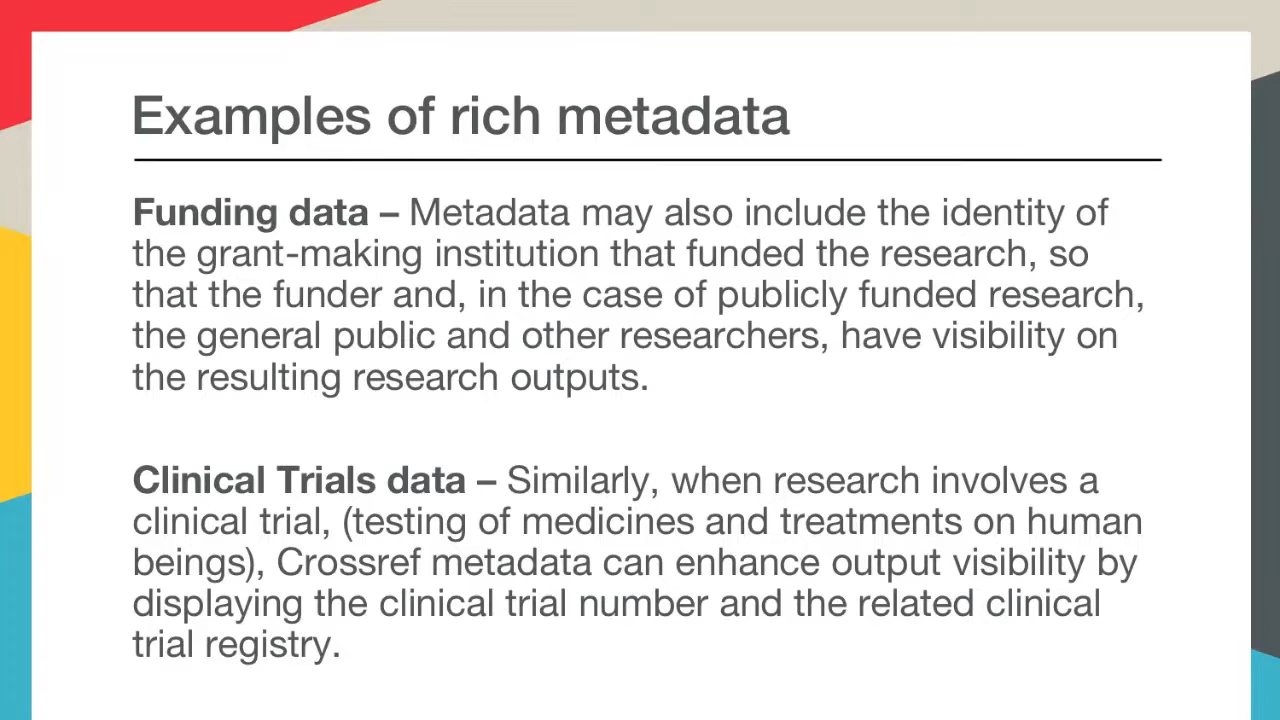 Examples of rich metadata
Funding data – Metadata may also include the identity of
the grant-making institution that funded the research, so
that the funder and, in the case of publicly funded research,
the general public and other researchers, have visibility on
the resulting research outputs.
Clinical Trials data – Similarly, when research involves a
clinical trial, (testing of medicines and treatments on human
beings), Crossref metadata can enhance output visibility by
displaying the clinical trial number and the related clinical
trial registry.